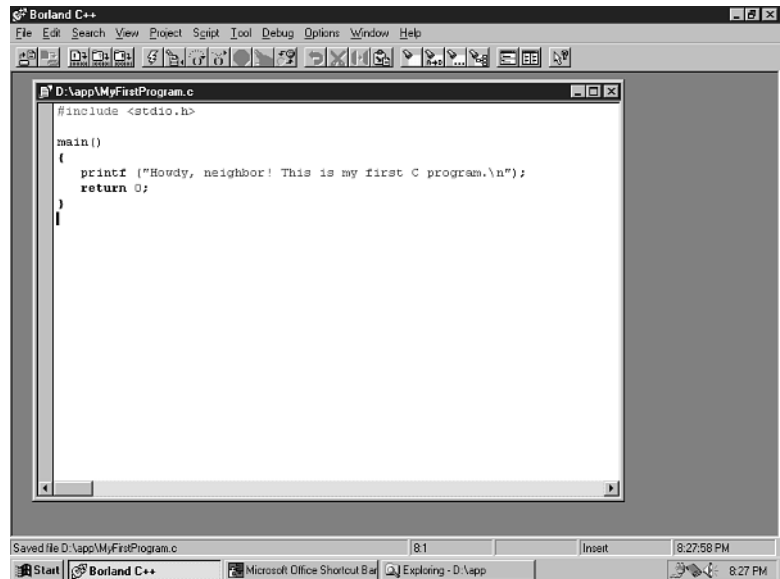 Borland C++
File Edit Search View Project Script Tool Debug Options Window Help
D:\app\MyFirstProgram.c
#include <stdio.h>
main()
{
printf ("Howdy, neighbor! This is my first C program.\n");
return 0;
}
Saved file D:\app\MyFirstProgram.c 8:1 Insert 8:27:58 PM
Start Borland C++ Microsoft Office Shortcut Bar Exploring - D:\app 8:27 PM